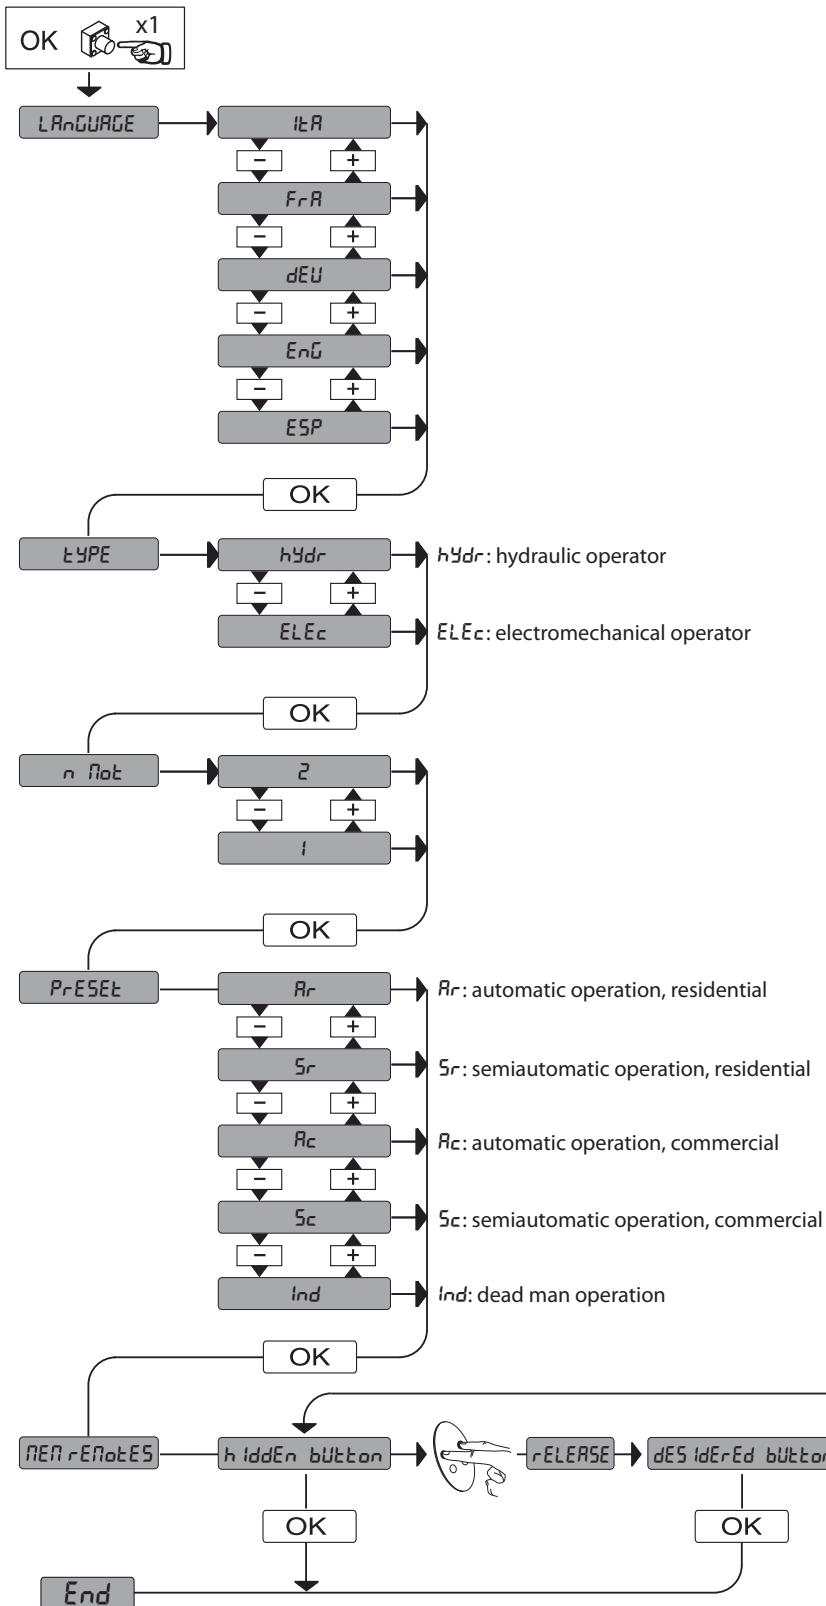 OK x1
LAnGUAGE ItA
- +
FrA
- +
dEU
- +
EnG
- +
ESP
OK
tYPE hYdr hYdr: hydraulic operator
- +
ELEc ELEc: electromechanical operator
OK
n Mot 2
- +
1
OK
PrESEt Ar Ar: automatic operation, residential
- +
Sr Sr: semiautomatic operation, residential
- +
Ac Ac: automatic operation, commercial
- +
Sc Sc: semiautomatic operation, commercial
- +
Ind Ind: dead man operation
OK
MEM rEMotES hIddEn bUtton rELEASE dESIdErEd bUtton
OK OK
End